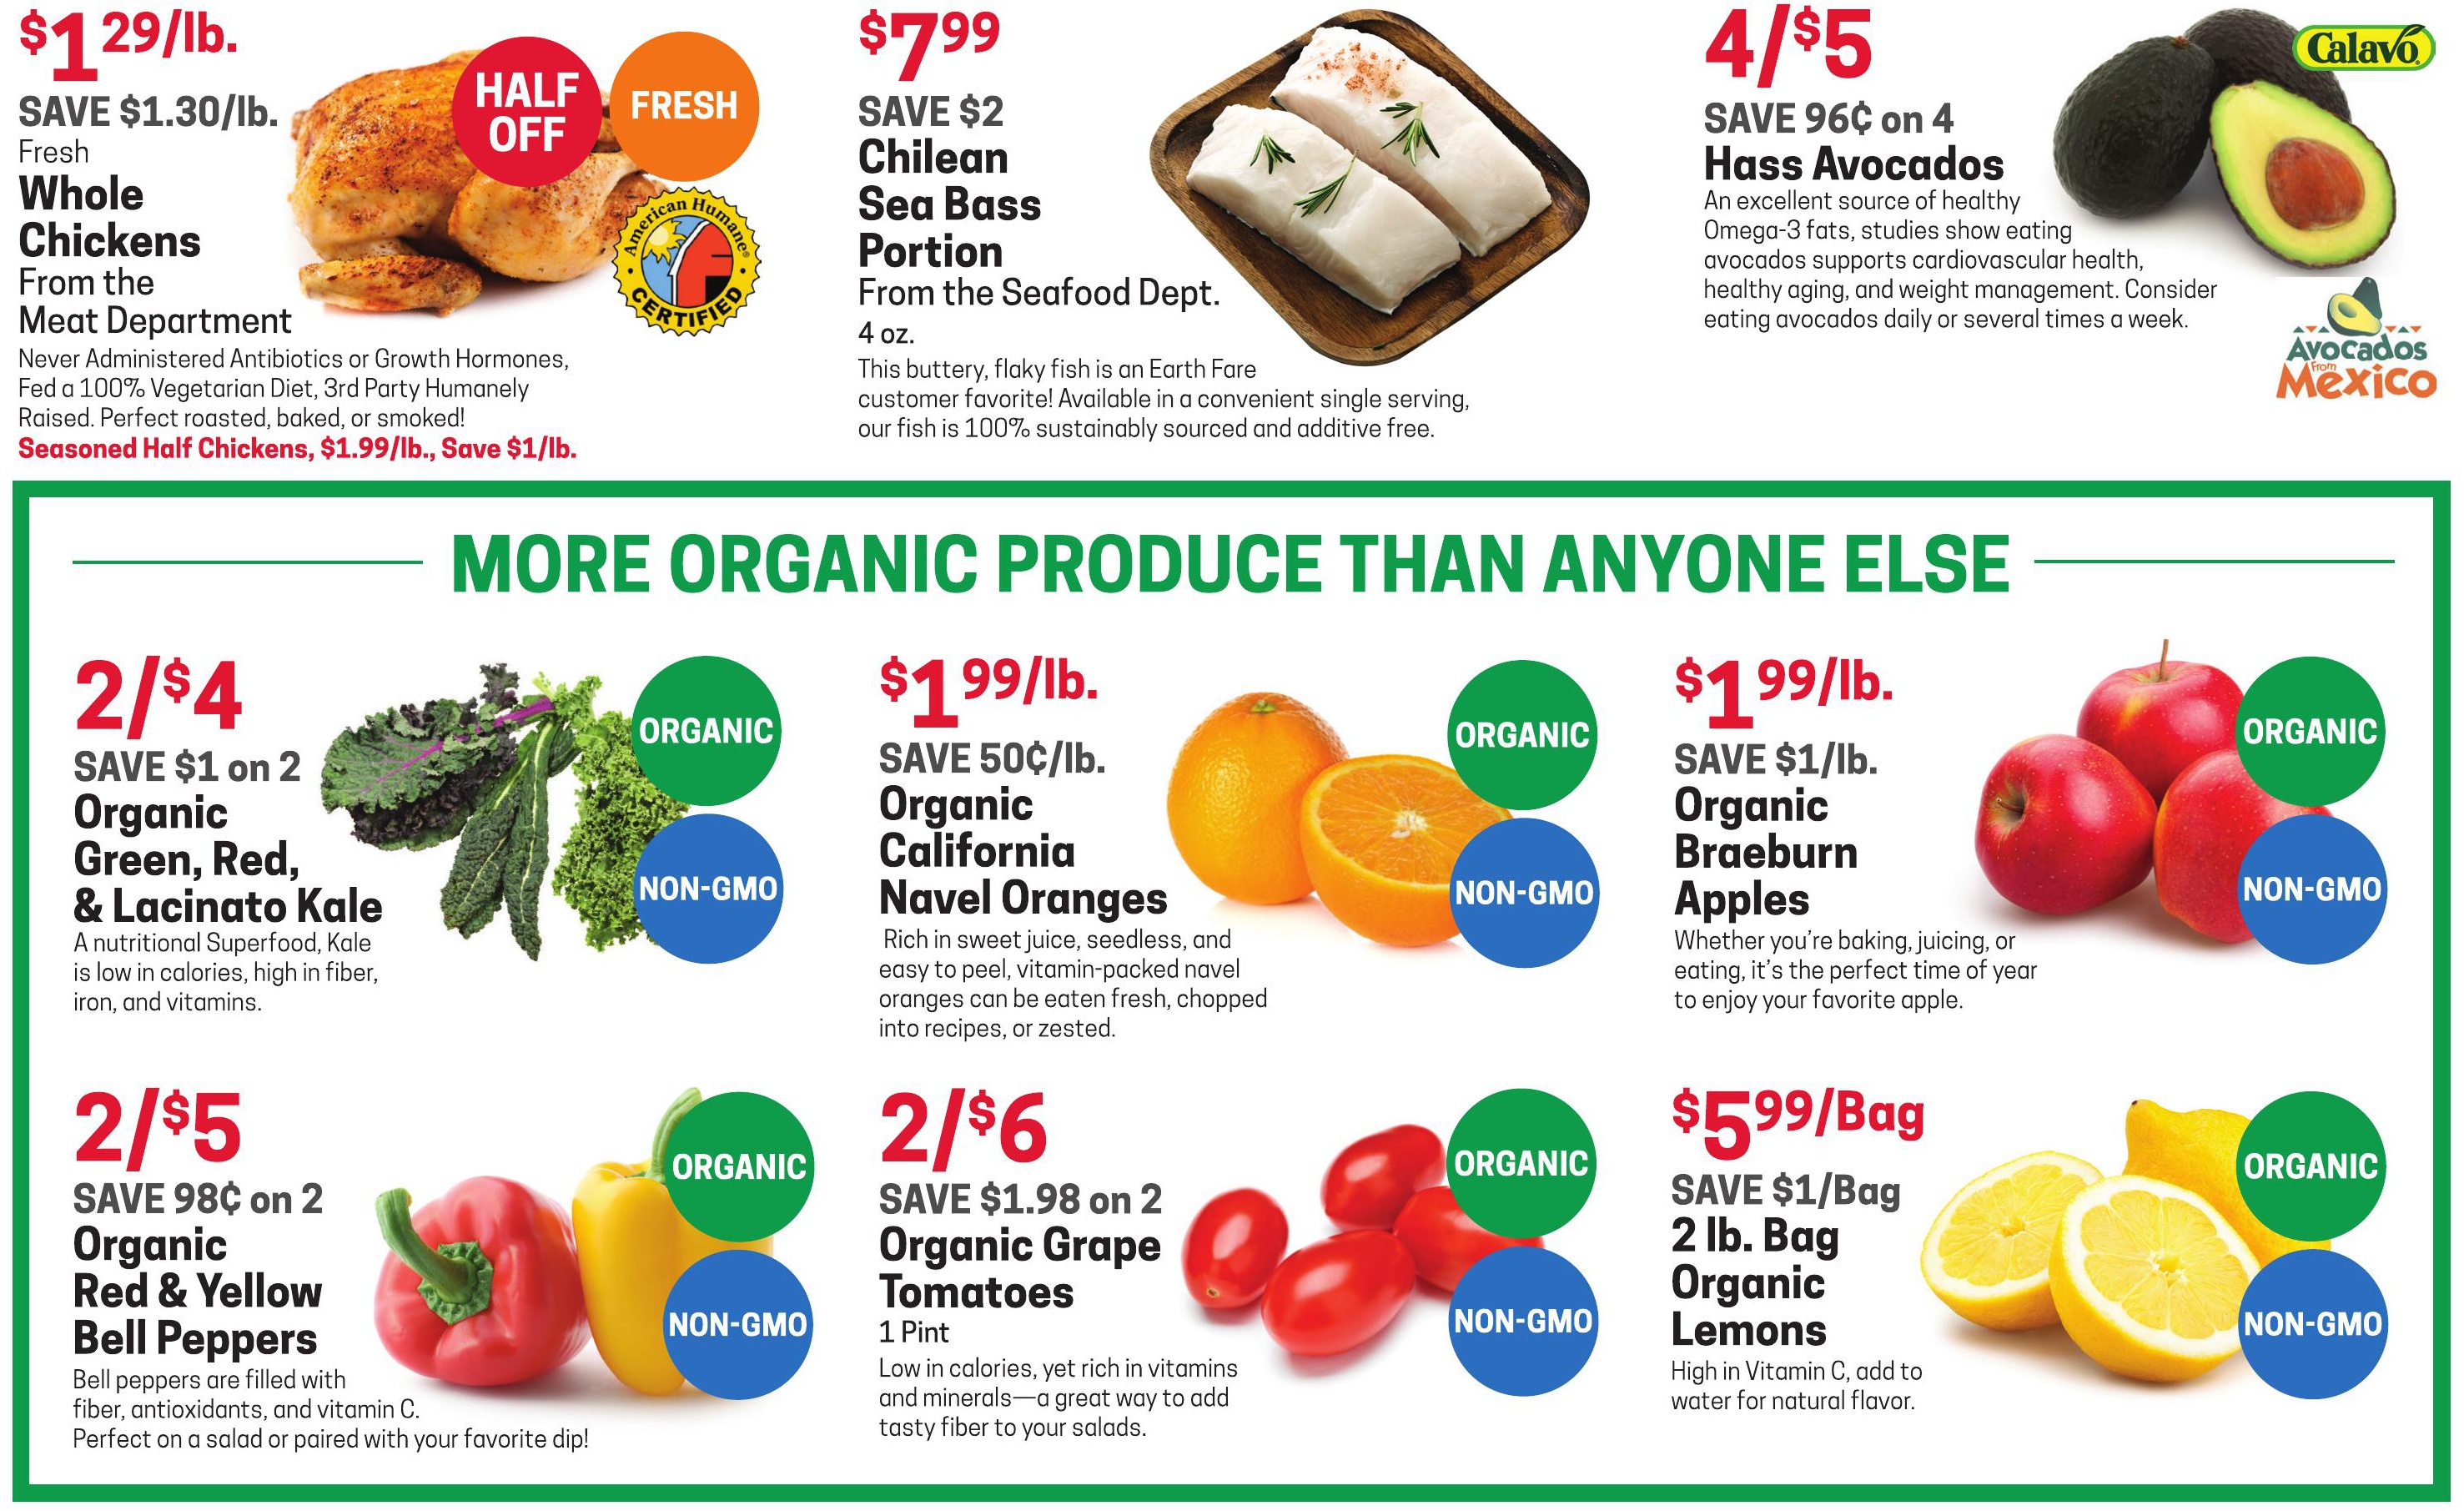 $1 29/lb.
SAVE $1.30/lb.
Fresh
Whole
Chickens
From the
Meat Department
Never Administered Antibiotics or Growth Hormones,
Fed a 100% Vegetarian Diet, 3rd Party Humanely
Raised. Perfect roasted, baked, or smoked!
Seasoned Half Chickens, $1.99/lb., Save $1/lb.
HALF
OFF
FRESH
American Humane®
CERTIFIED
$7 99
SAVE $2
Chilean
Sea Bass
Portion
From the Seafood Dept.
4 oz.
This buttery, flaky fish is an Earth Fare
customer favorite! Available in a convenient single serving,
our fish is 100% sustainably sourced and additive free.
4/$5
SAVE 96¢ on 4
Hass Avocados
An excellent source of healthy
Omega-3 fats, studies show eating
avocados supports cardiovascular health,
healthy aging, and weight management. Consider
eating avocados daily or several times a week.
Calavo®
Avocados
From
Mexico
MORE ORGANIC PRODUCE THAN ANYONE ELSE
2/$4
SAVE $1 on 2
Organic
Green, Red,
& Lacinato Kale
A nutritional Superfood, Kale
is low in calories, high in fiber,
iron, and vitamins.
ORGANIC
NON-GMO
$1 99/lb.
SAVE 50¢/lb.
Organic
California
Navel Oranges
Rich in sweet juice, seedless, and
easy to peel, vitamin-packed navel
oranges can be eaten fresh, chopped
into recipes, or zested.
ORGANIC
NON-GMO
$1 99/lb.
SAVE $1/lb.
Organic
Braeburn
Apples
Whether you're baking, juicing, or
eating, it's the perfect time of year
to enjoy your favorite apple.
ORGANIC
NON-GMO
2/$5
SAVE 98¢ on 2
Organic
Red & Yellow
Bell Peppers
Bell peppers are filled with
fiber, antioxidants, and vitamin C.
Perfect on a salad or paired with your favorite dip!
ORGANIC
NON-GMO
2/$6
SAVE $1.98 on 2
Organic Grape
Tomatoes
1 Pint
Low in calories, yet rich in vitamins
and minerals—a great way to add
tasty fiber to your salads.
ORGANIC
NON-GMO
$5 99/Bag
SAVE $1/Bag
2 lb. Bag
Organic
Lemons
High in Vitamin C, add to
water for natural flavor.
ORGANIC
NON-GMO